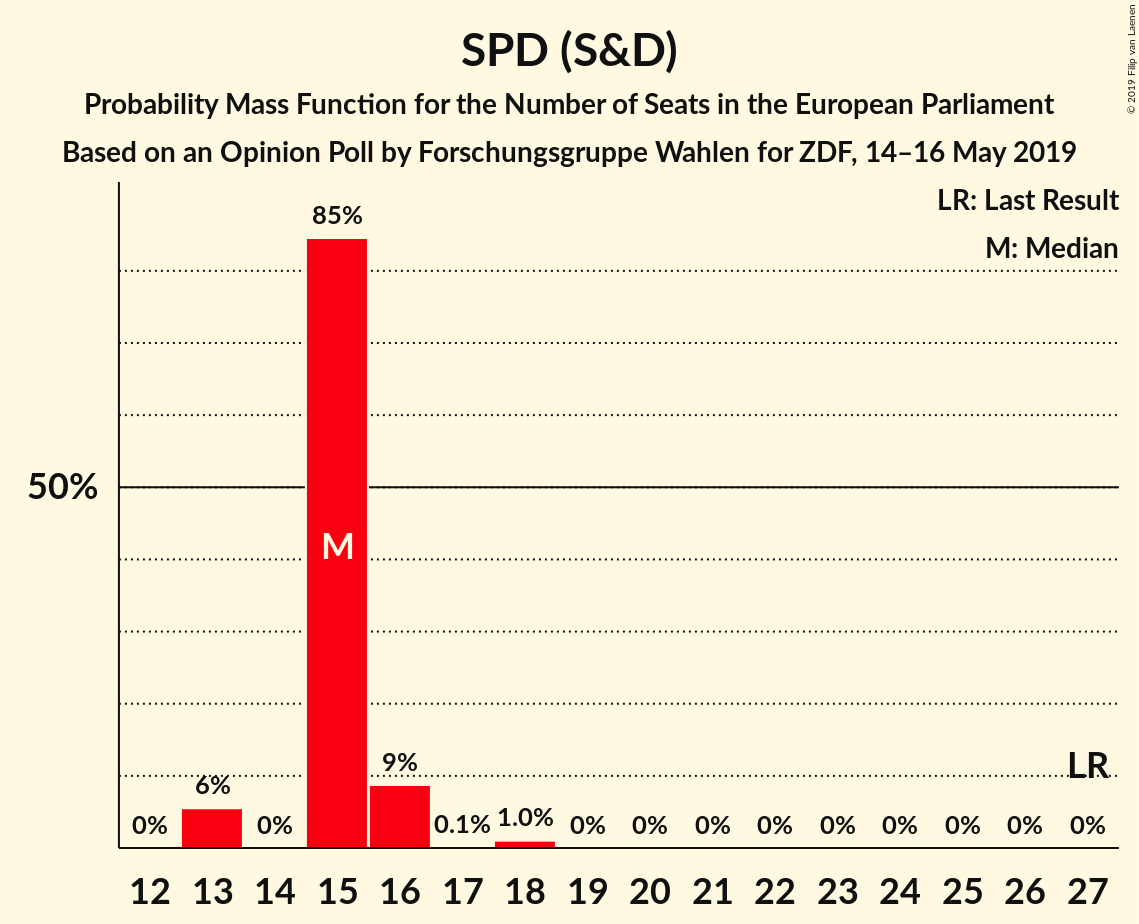 SPD (S&D)
Probability Mass Function for the Number of Seats in the European Parliament
Based on an Opinion Poll by Forschungsgruppe Wahlen for ZDF, 14–16 May 2019
© 2019 Filip van Laenen
LR: Last Result
M: Median
85%
50%
M
9%
LR
6%
0%
0%
0.1%
1.0%
0%
0%
0%
0%
0%
0%
0%
0%
0%
12 13 14 15 16 17 18 19 20 21 22 23 24 25 26 27